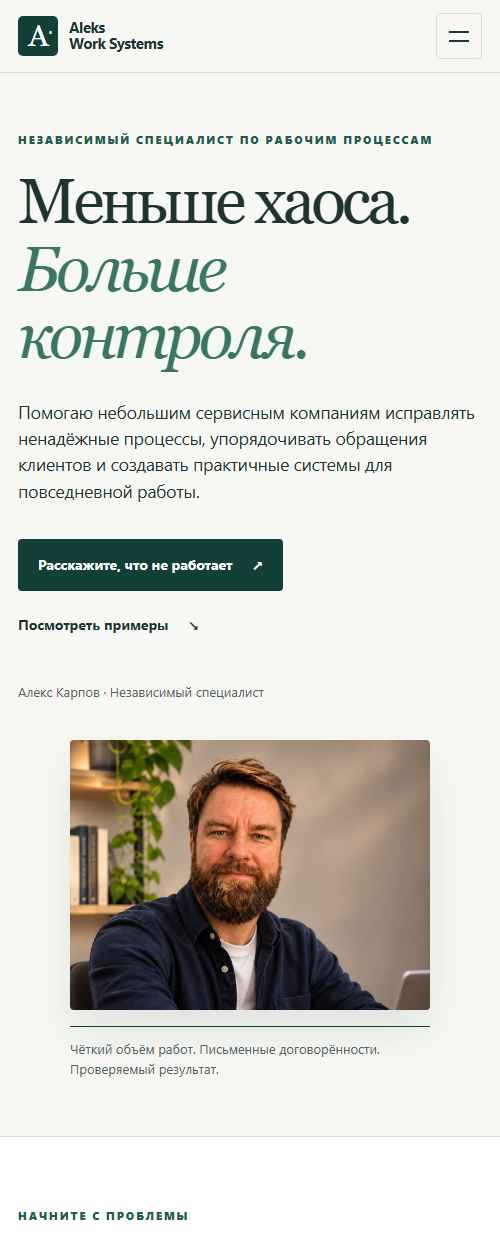 A
Aleks
Work Systems
НЕЗАВИСИМЫЙ СПЕЦИАЛИСТ ПО РАБОЧИМ ПРОЦЕССАМ
Меньше хаоса.
Больше
контроля.
Помогаю небольшим сервисным компаниям исправлять
ненадёжные процессы, упорядочивать обращения
клиентов и создавать практичные системы для
повседневной работы.
Расскажите, что не работает ↗
Посмотреть примеры ↘
Алекс Карпов · Независимый специалист
Чёткий объём работ. Письменные договорённости.
Проверяемый результат.
НАЧНИТЕ С ПРОБЛЕМЫ